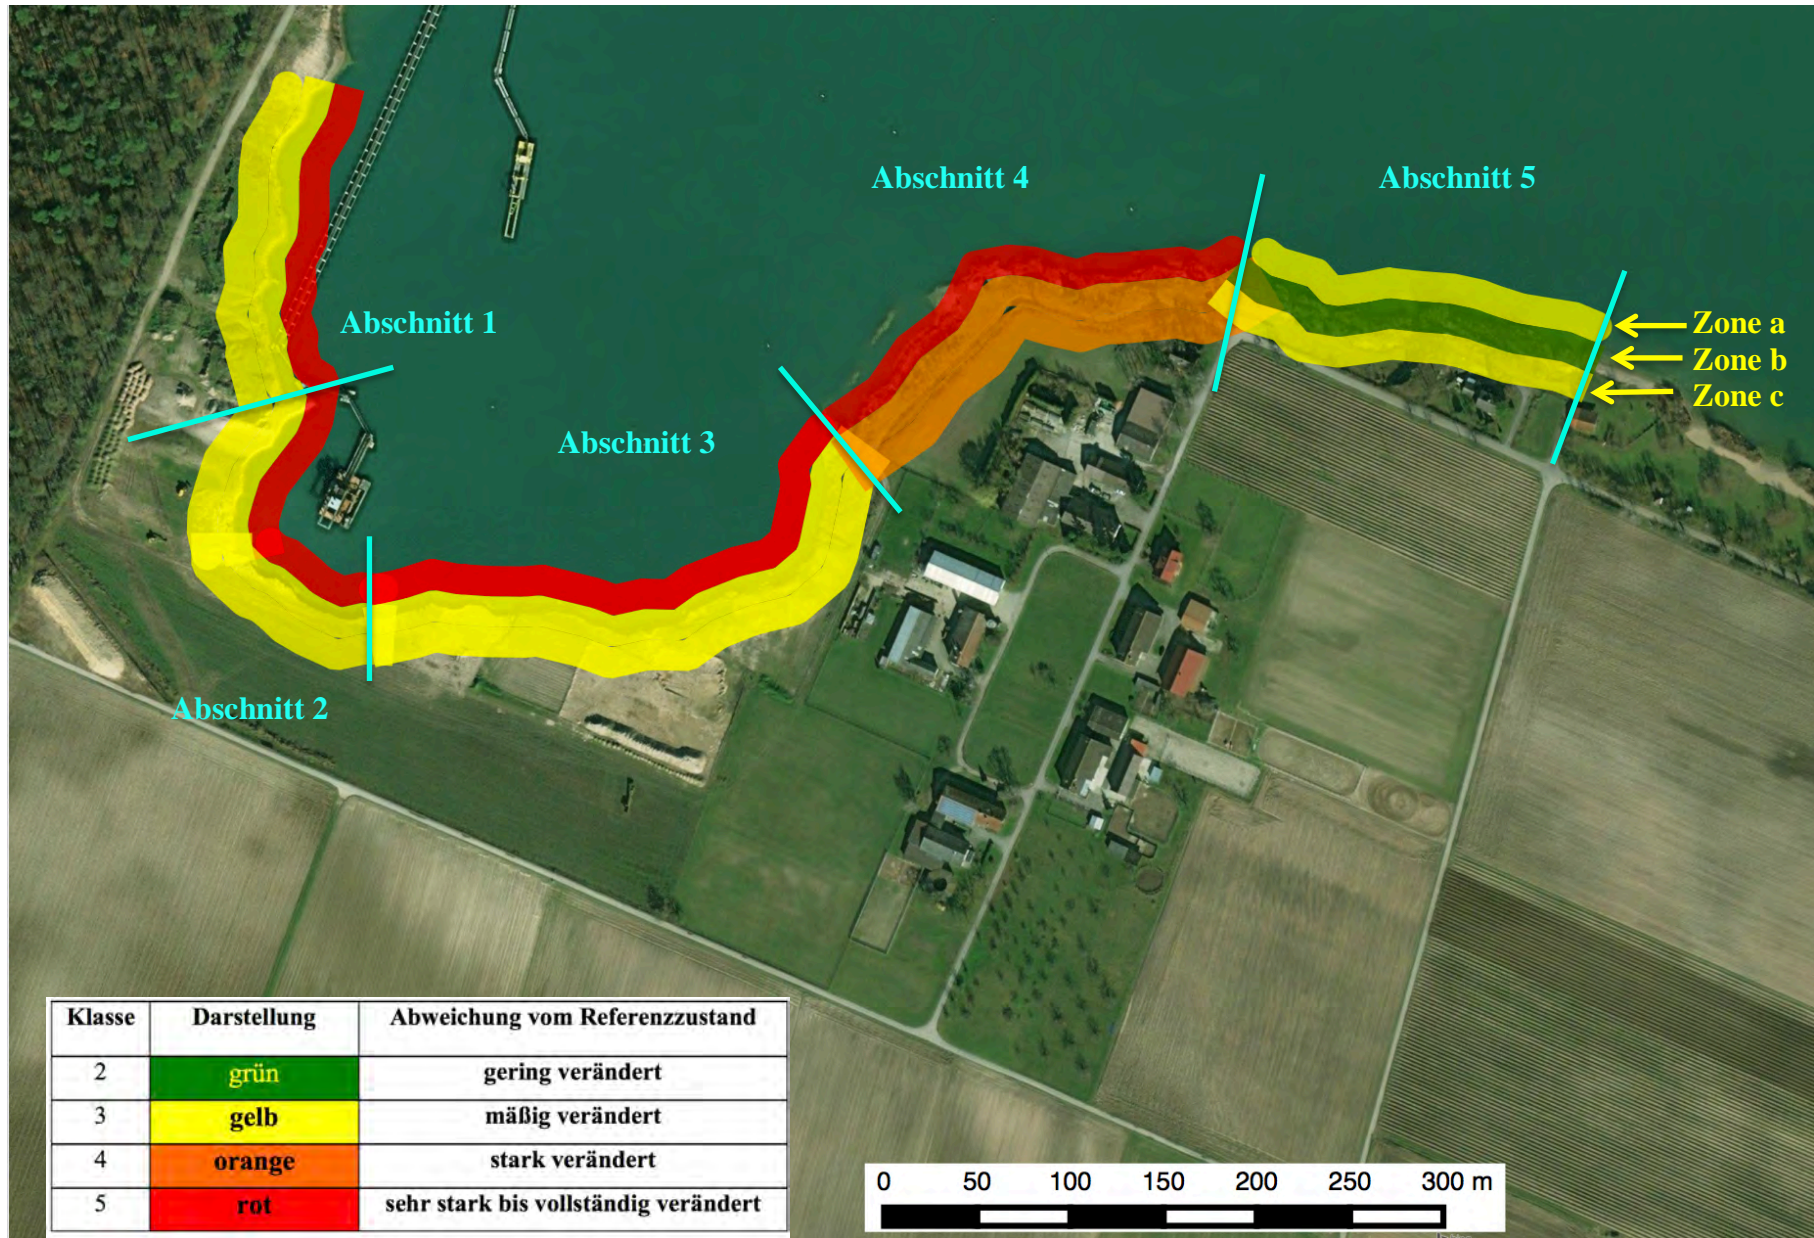 Abschnitt 4
Abschnitt 5
Abschnitt 1
Zone a
Zone b
Zone c
Abschnitt 3
Abschnitt 2
Klasse Darstellung Abweichung vom Referenzzustand
2 grün gering verändert
3 gelb mäßig verändert
4 orange stark verändert
5 rot sehr stark bis vollständig verändert
0 50 100 150 200 250 300 m